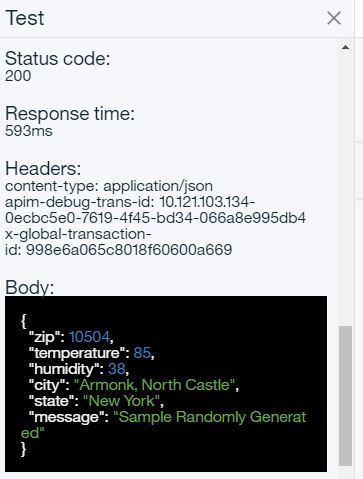 Test
Status code:
200
Response time:
593ms
Headers:
content-type: application/json
apim-debug-trans-id: 10.121.103.134-
0ecbc5e0-7619-4f45-bd34-066a8e995db4
x-global-transaction-
id: 998e6a065c8018f60600a669
Body:
{
"zip": 10504,
"temperature": 85,
"humidity": 38,
"city": "Armonk, North Castle",
"state": "New York",
"message": "Sample Randomly Generat
ed"
}